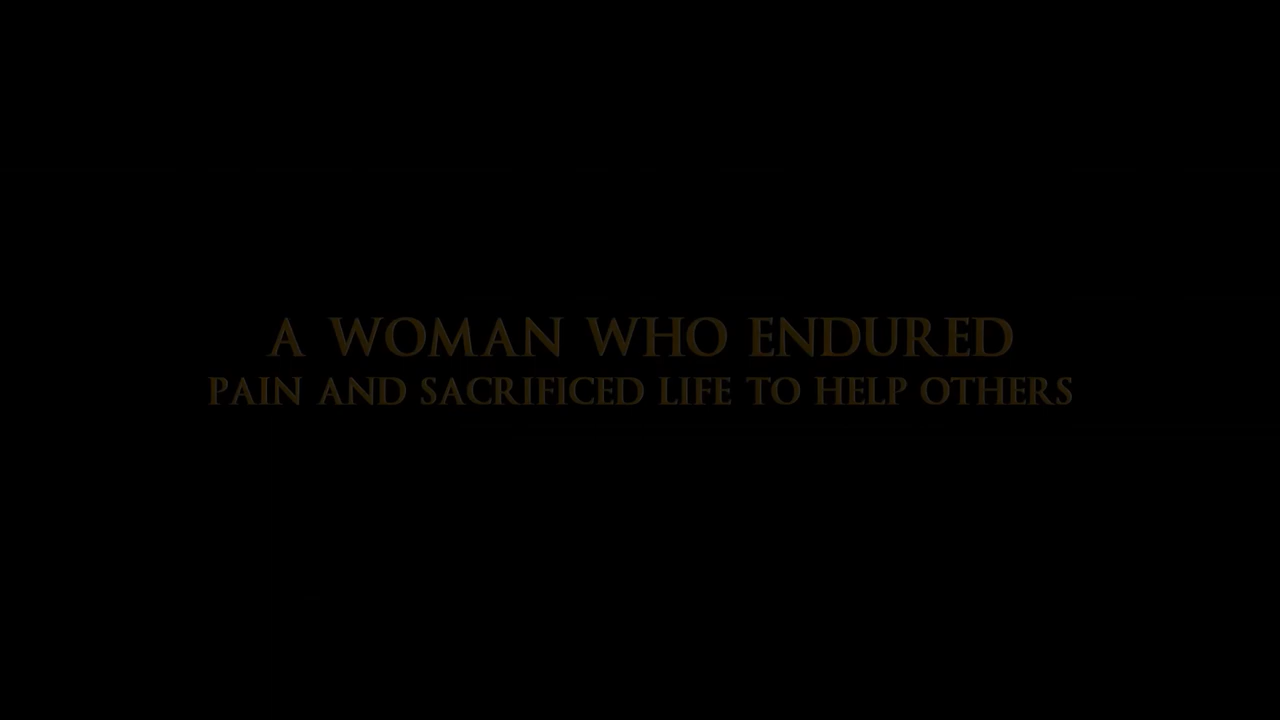 A WOMAN WHO ENDURED
PAIN AND SACRIFICED LIFE TO HELP OTHERS